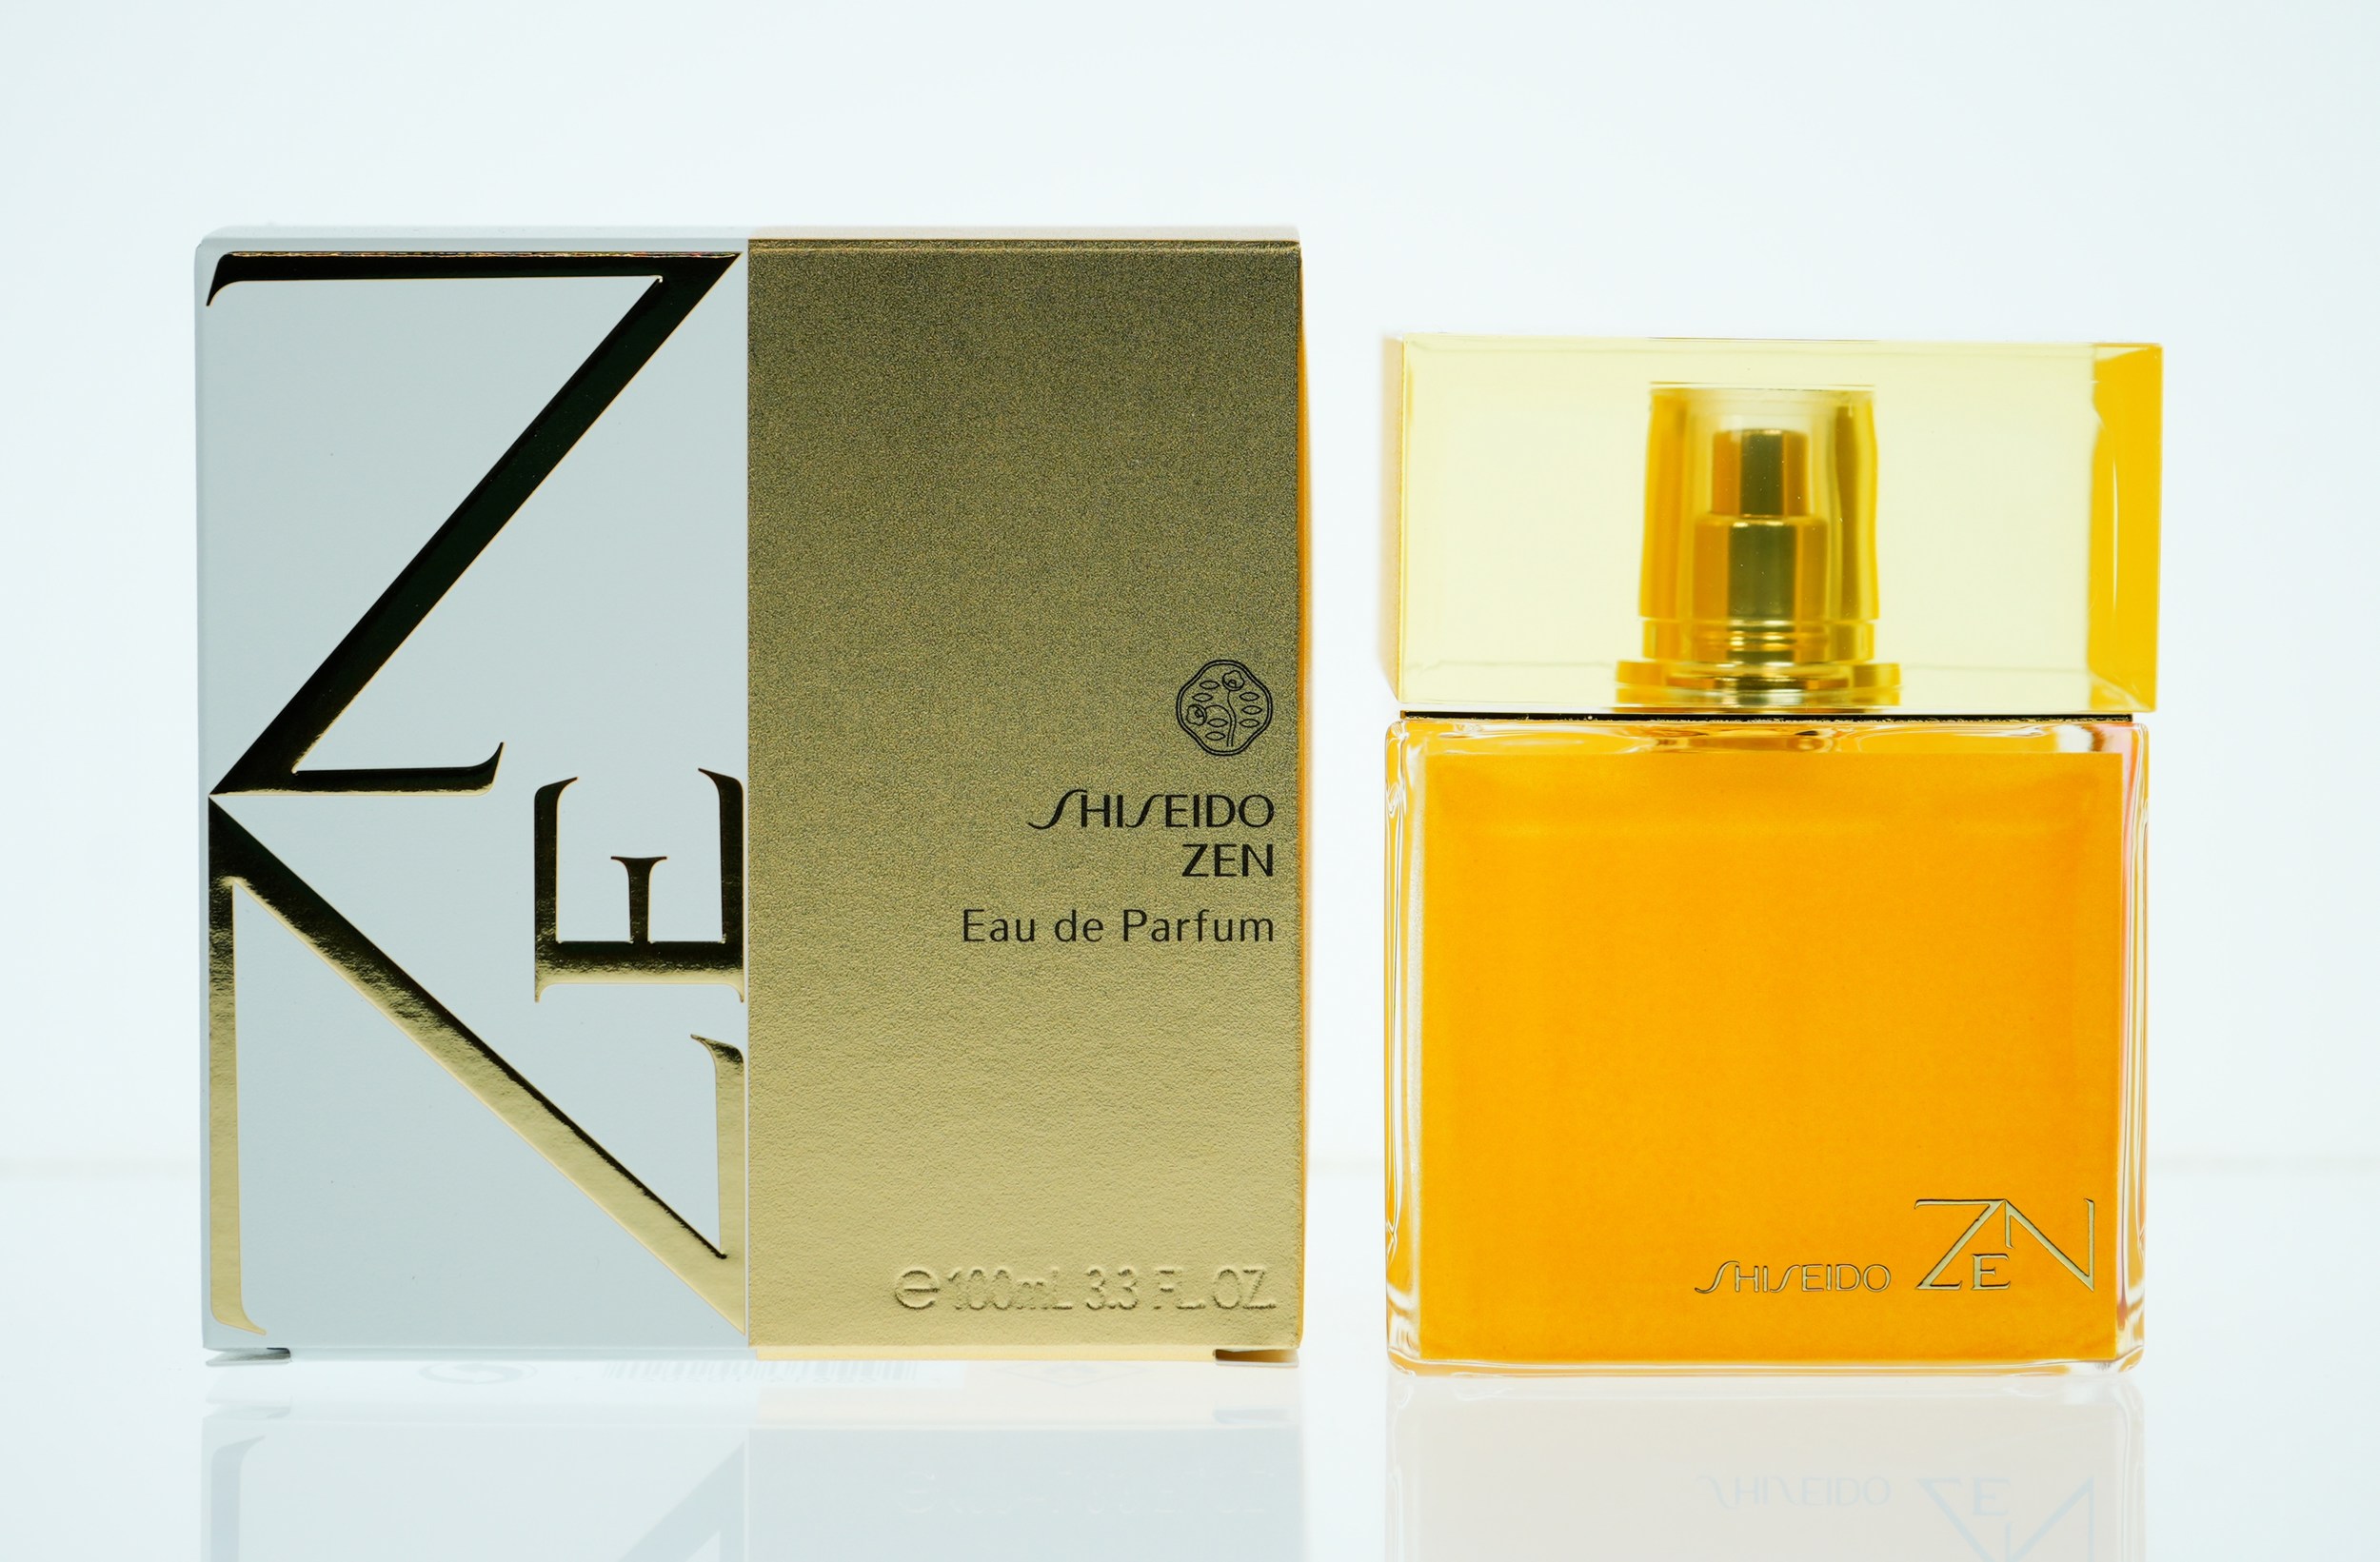 ZEN
SHISEIDO
ZEN
Eau de Parfum
℮100mL 3.3 FL.OZ.
SHISEIDO ZEN